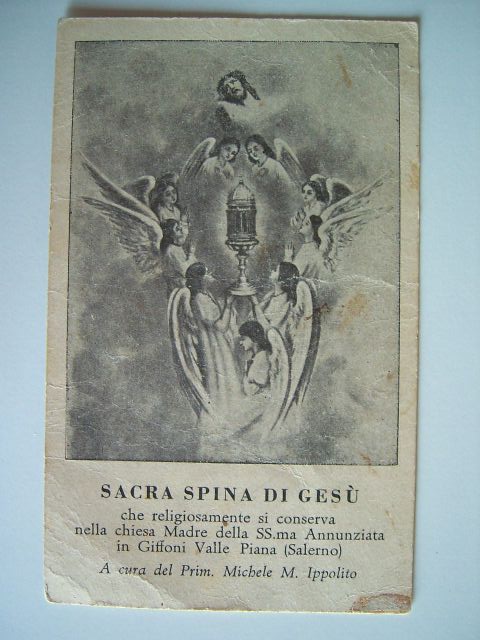 SACRA SPINA DI GESÙ
che religiosamente si conserva
nella chiesa Madre della SS.ma Annunziata
in Giffoni Valle Piana (Salerno)
A cura del Prim. Michele M. Ippolito